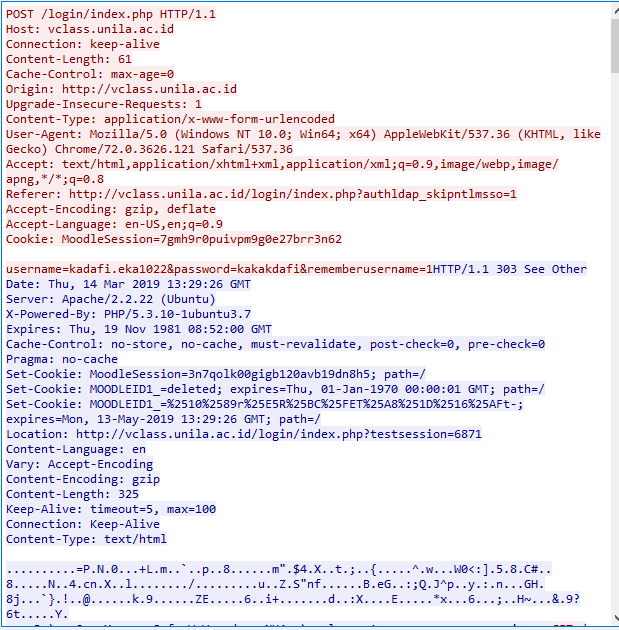 POST /login/index.php HTTP/1.1
Host: vclass.unila.ac.id
Connection: keep-alive
Content-Length: 61
Cache-Control: max-age=0
Origin: http://vclass.unila.ac.id
Upgrade-Insecure-Requests: 1
Content-Type: application/x-www-form-urlencoded
User-Agent: Mozilla/5.0 (Windows NT 10.0; Win64; x64) AppleWebKit/537.36 (KHTML, like
Gecko) Chrome/72.0.3626.121 Safari/537.36
Accept: text/html,application/xhtml+xml,application/xml;q=0.9,image/webp,image/
apng,*/*;q=0.8
Referer: http://vclass.unila.ac.id/login/index.php?authldap_skipntlmsso=1
Accept-Encoding: gzip, deflate
Accept-Language: en-US,en;q=0.9
Cookie: MoodleSession=7gmh9r0puivpm9g0e27brr3n62
username=kadafi.eka1022&password=kakakdafi&rememberusername=1HTTP/1.1 303 See Other
Date: Thu, 14 Mar 2019 13:29:26 GMT
Server: Apache/2.2.22 (Ubuntu)
X-Powered-By: PHP/5.3.10-1ubuntu3.7
Expires: Thu, 19 Nov 1981 08:52:00 GMT
Cache-Control: no-store, no-cache, must-revalidate, post-check=0, pre-check=0
Pragma: no-cache
Set-Cookie: MoodleSession=3n7qolk00gigb120avb19dn8h5; path=/
Set-Cookie: MOODLEID1_=deleted; expires=Thu, 01-Jan-1970 00:00:01 GMT; path=/
Set-Cookie: MOODLEID1_=%2510%2589r%25E5R%25BC%25FET%25A8%251D%2516%25AFt-;
expires=Mon, 13-May-2019 13:29:26 GMT; path=/
Location: http://vclass.unila.ac.id/login/index.php?testsession=6871
Content-Language: en
Vary: Accept-Encoding
Content-Encoding: gzip
Content-Length: 325
Keep-Alive: timeout=5, max=100
Connection: Keep-Alive
Content-Type: text/html
..........=P.N.0...+L.m..`..p..8......m".$4.X..t.;..{.....^.w...W0<:].5.8.C#..
8.....N..4.cn.X..l......../.........u..Z.S"nf......B.eG..:;Q.J^p..y.:.n...GH.
8j...`}.!..@......k.9.....ZE.....6..i+.......d..:X....E.....*x...6...;..H~...&.9?
6t.....Y.